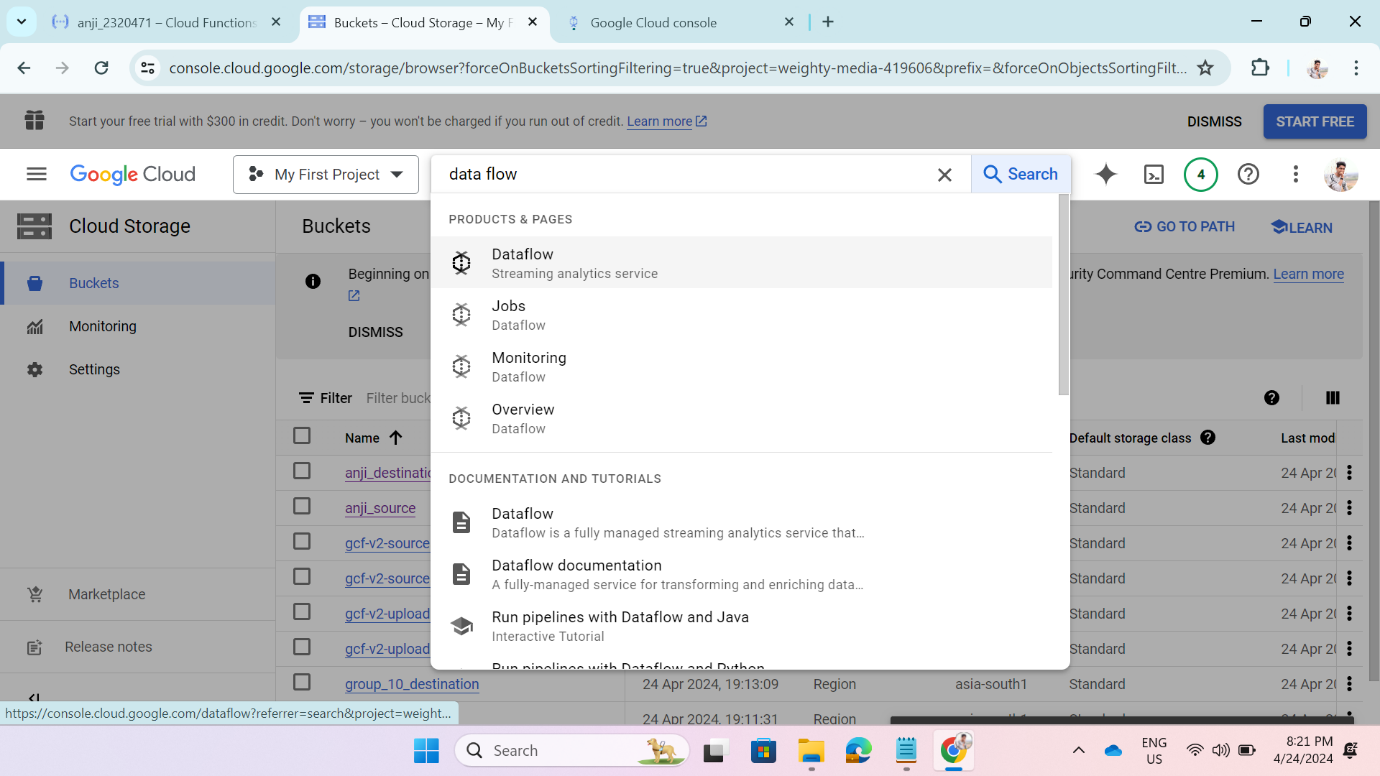 anji_2320471 – Cloud Functions
Buckets – Cloud Storage – My F
Google Cloud console
console.cloud.google.com/storage/browser?forceOnBucketsSortingFiltering=true&project=weighty-media-419606&prefix=&forceOnObjectsSortingFilt...
Start your free trial with $300 in credit. Don't worry – you won't be charged if you run out of credit. Learn more
DISMISS
START FREE
Google Cloud
My First Project
data flow
Search
4
Cloud Storage
Buckets
Monitoring
Settings
Marketplace
Release notes
Buckets
GO TO PATH
LEARN
Beginning on
urity Command Centre Premium. Learn more
DISMISS
Filter
Filter buck
Name
Default storage class
Last mod
anji_destinatic
Standard
24 Apr 20
anji_source
Standard
24 Apr 20
gcf-v2-source
Standard
24 Apr 20
gcf-v2-source
Standard
24 Apr 20
gcf-v2-upload
Standard
24 Apr 20
gcf-v2-upload
Standard
24 Apr 20
group_10_destination
24 Apr 2024, 19:13:09
Region
asia-south1
Standard
24 Apr 20
24 Apr 2024, 19:11:31
Region
PRODUCTS & PAGES
Dataflow
Streaming analytics service
Jobs
Dataflow
Monitoring
Dataflow
Overview
Dataflow
DOCUMENTATION AND TUTORIALS
Dataflow
Dataflow is a fully managed streaming analytics service that...
Dataflow documentation
A fully-managed service for transforming and enriching data...
Run pipelines with Dataflow and Java
Interactive Tutorial
Run pipelines with Dataflow and Python
https://console.cloud.google.com/dataflow?referrer=search&project=weight...
Search
ENG
US
8:21 PM
4/24/2024